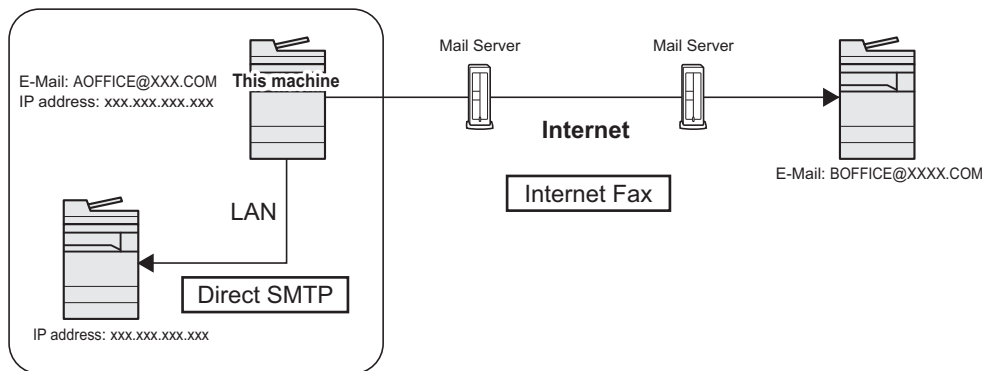 Mail Server
Mail Server
E-Mail: AOFFICE@XXX.COM
This machine
IP address: xxx.xxx.xxx.xxx
Internet
E-Mail: BOFFICE@XXXX.COM
Internet Fax
LAN
Direct SMTP
IP address: xxx.xxx.xxx.xxx